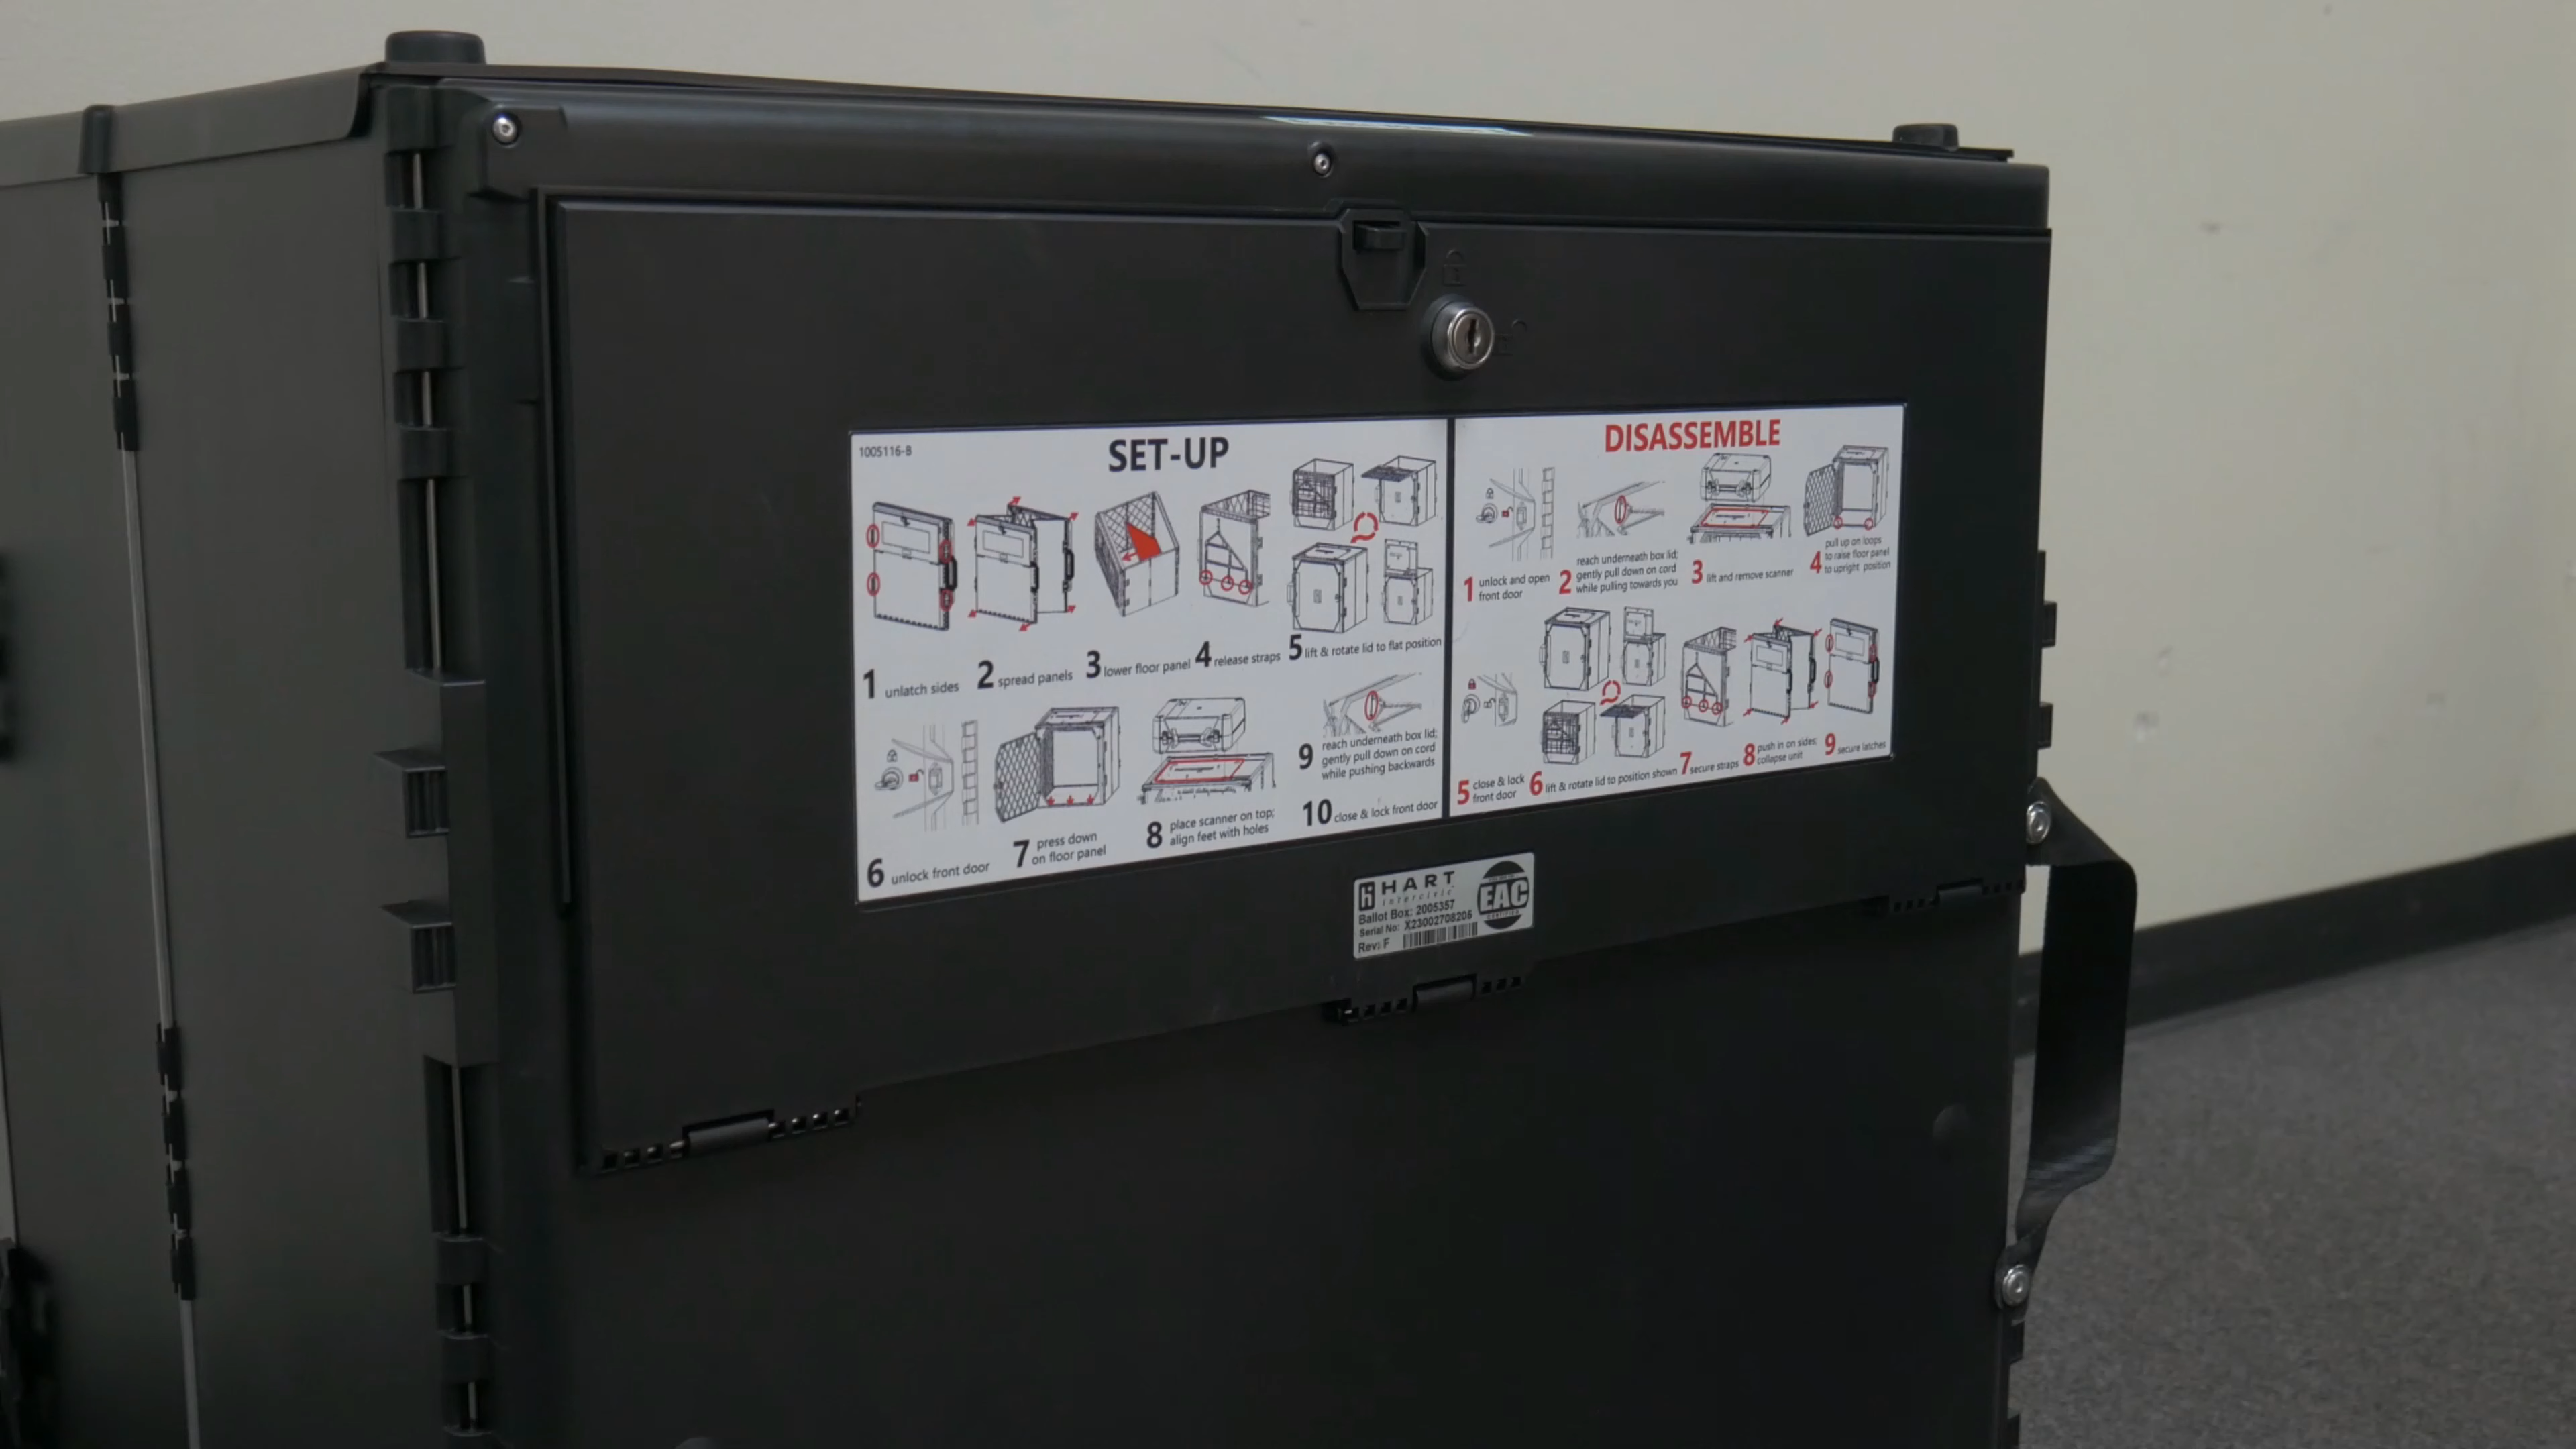 1005116-B
SET-UP
1 unlatch sides
2 spread panels
3 lower floor panel
4 release straps
5 lift & rotate lid to flat position
6 unlock front door
7 press down
on floor panel
8 place scanner on top;
align feet with holes
9 reach underneath box lid;
gently pull down on cord
while pushing backwards
10 close & lock front door
DISASSEMBLE
1 unlock and open
front door
2 reach underneath box lid;
gently pull down on cord
while pulling towards you
3 lift and remove scanner
4 pull up on loops
to raise floor panel
to upright position
5 close & lock
front door
6 lift & rotate lid to position shown
7 secure straps
8 push in on sides;
collapse unit
9 secure latches
HART
intercivic
Ballot Box: 2005357
Serial No: X23002708205
Rev: F
EAC
CERTIFIED